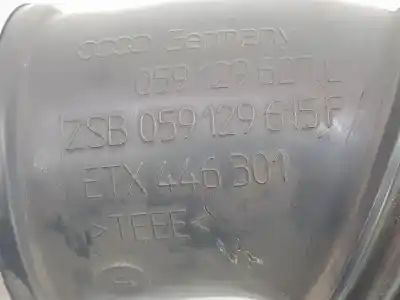 Germany
059 129 627 L
ZSB 059 129 615 F
ETX 446 301
>TEEE<